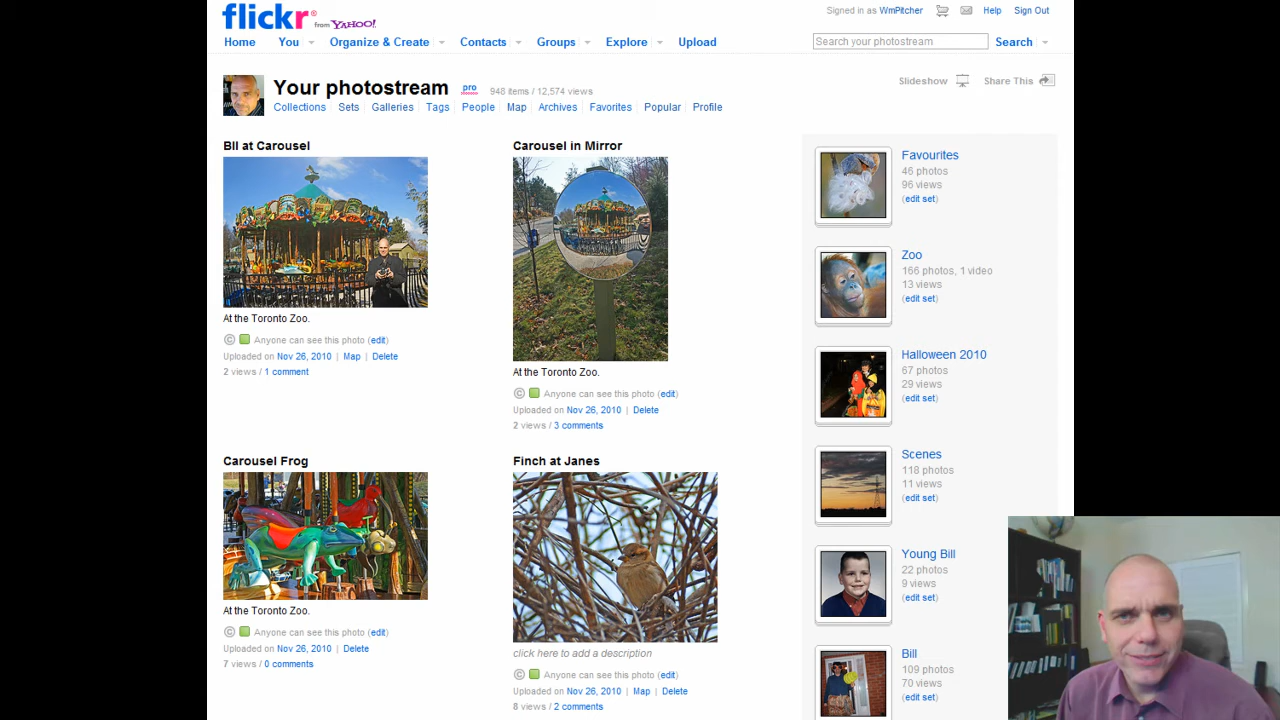 flickr® from YAHOO!
Signed in as WmPitcher Help Sign Out
Home You Organize & Create Contacts Groups Explore Upload
Search your photostream Search
Your photostream pro 948 items / 12,574 views
Slideshow Share This
Collections Sets Galleries Tags People Map Archives Favorites Popular Profile
BIl at Carousel
At the Toronto Zoo.
© Anyone can see this photo (edit)
Uploaded on Nov 26, 2010 | Map | Delete
2 views / 1 comment
Carousel in Mirror
At the Toronto Zoo.
© Anyone can see this photo (edit)
Uploaded on Nov 26, 2010 | Delete
2 views / 3 comments
Carousel Frog
At the Toronto Zoo.
© Anyone can see this photo (edit)
Uploaded on Nov 26, 2010 | Delete
7 views / 0 comments
Finch at Janes
click here to add a description
© Anyone can see this photo (edit)
Uploaded on Nov 26, 2010 | Map | Delete
8 views / 2 comments
Favourites
46 photos
96 views
(edit set)
Zoo
166 photos, 1 video
13 views
(edit set)
Halloween 2010
67 photos
29 views
(edit set)
Scenes
118 photos
11 views
(edit set)
Young Bill
22 photos
9 views
(edit set)
Bill
109 photos
70 views
(edit set)